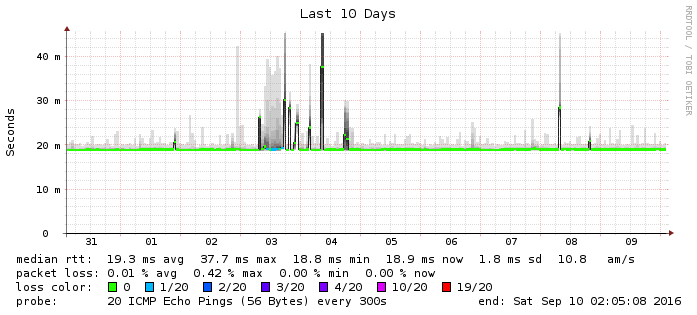 Last 10 Days
RRDTOOL / TOBI OETIKER
Seconds
40 m
30 m
20 m
10 m
0
31 01 02 03 04 05 06 07 08 09
median rtt: 19.3 ms avg 37.7 ms max 18.8 ms min 18.9 ms now 1.8 ms sd 10.8 am/s
packet loss: 0.01 % avg 0.42 % max 0.00 % min 0.00 % now
loss color: 0 1/20 2/20 3/20 4/20 10/20 19/20
probe: 20 ICMP Echo Pings (56 Bytes) every 300s end: Sat Sep 10 02:05:08 2016